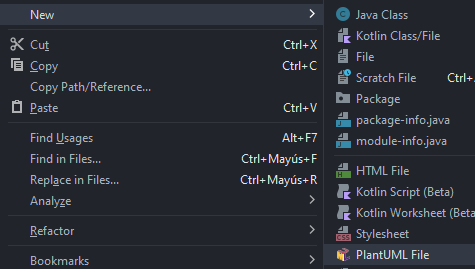 New
Cut Ctrl+X
Copy Ctrl+C
Copy Path/Reference...
Paste Ctrl+V
Find Usages Alt+F7
Find in Files... Ctrl+Mayús+F
Replace in Files... Ctrl+Mayús+R
Analyze
Refactor
Bookmarks
Java Class
Kotlin Class/File
File
Scratch File Ctrl+
Package
package-info.java
module-info.java
HTML File
Kotlin Script (Beta)
Kotlin Worksheet (Beta
Stylesheet
PlantUML File